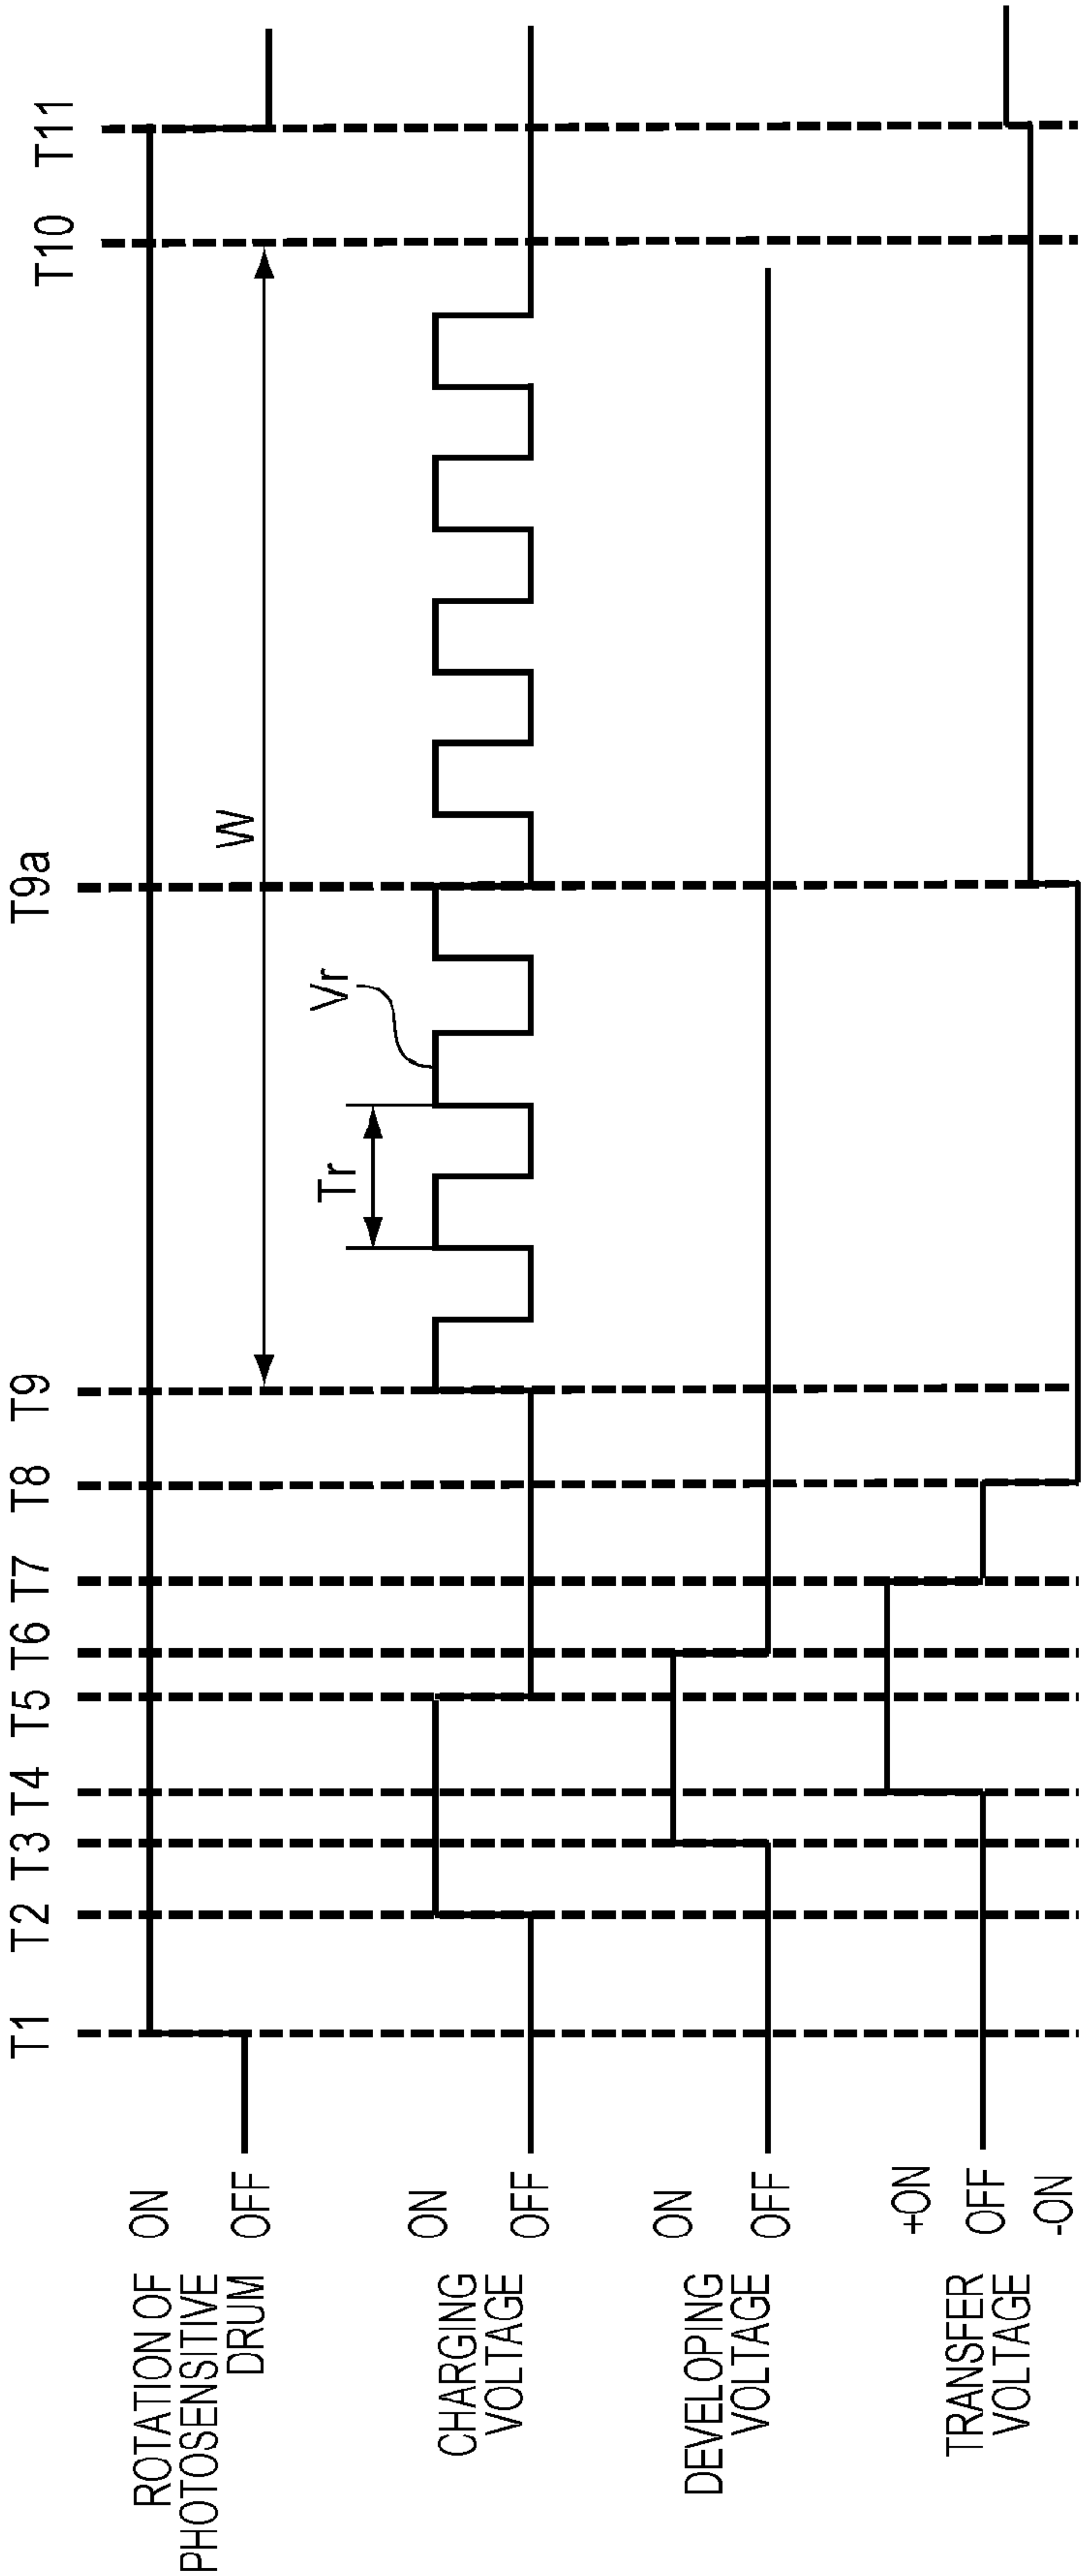 T1
T2
T3
T4
T5
T6
T7
T8
T9
T9a
T10
T11
ROTATION OF
PHOTOSENSITIVE
DRUM
ON
OFF
W
CHARGING
VOLTAGE
ON
OFF
Tr
Vr
DEVELOPING
VOLTAGE
ON
OFF
TRANSFER
VOLTAGE
+ON
OFF
-ON